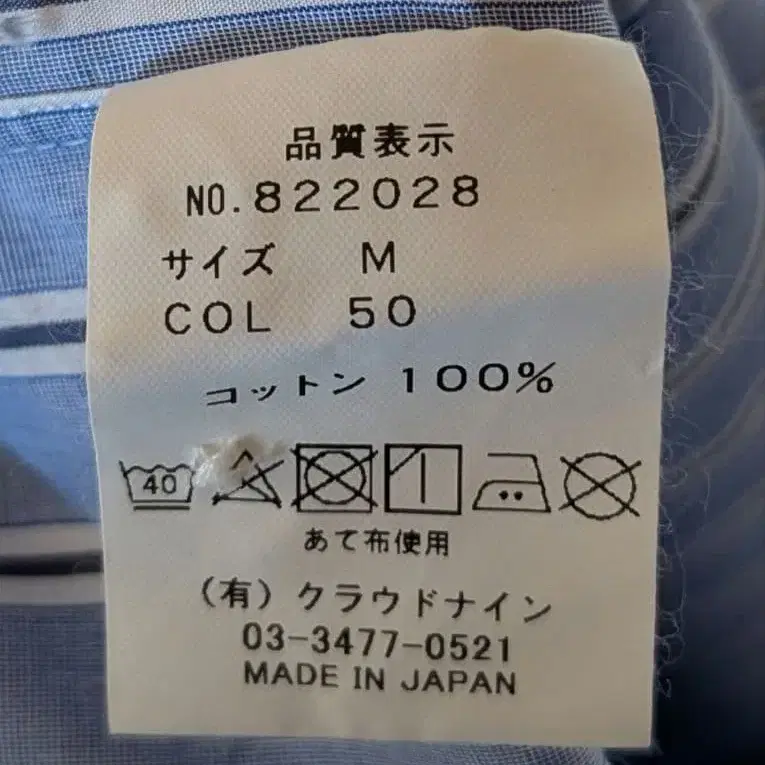 品質表示
NO.822028
サイズ M
COL 50
コットン 100%
40
あて布使用
(有)クラウドナイン
03-3477-0521
MADE IN JAPAN